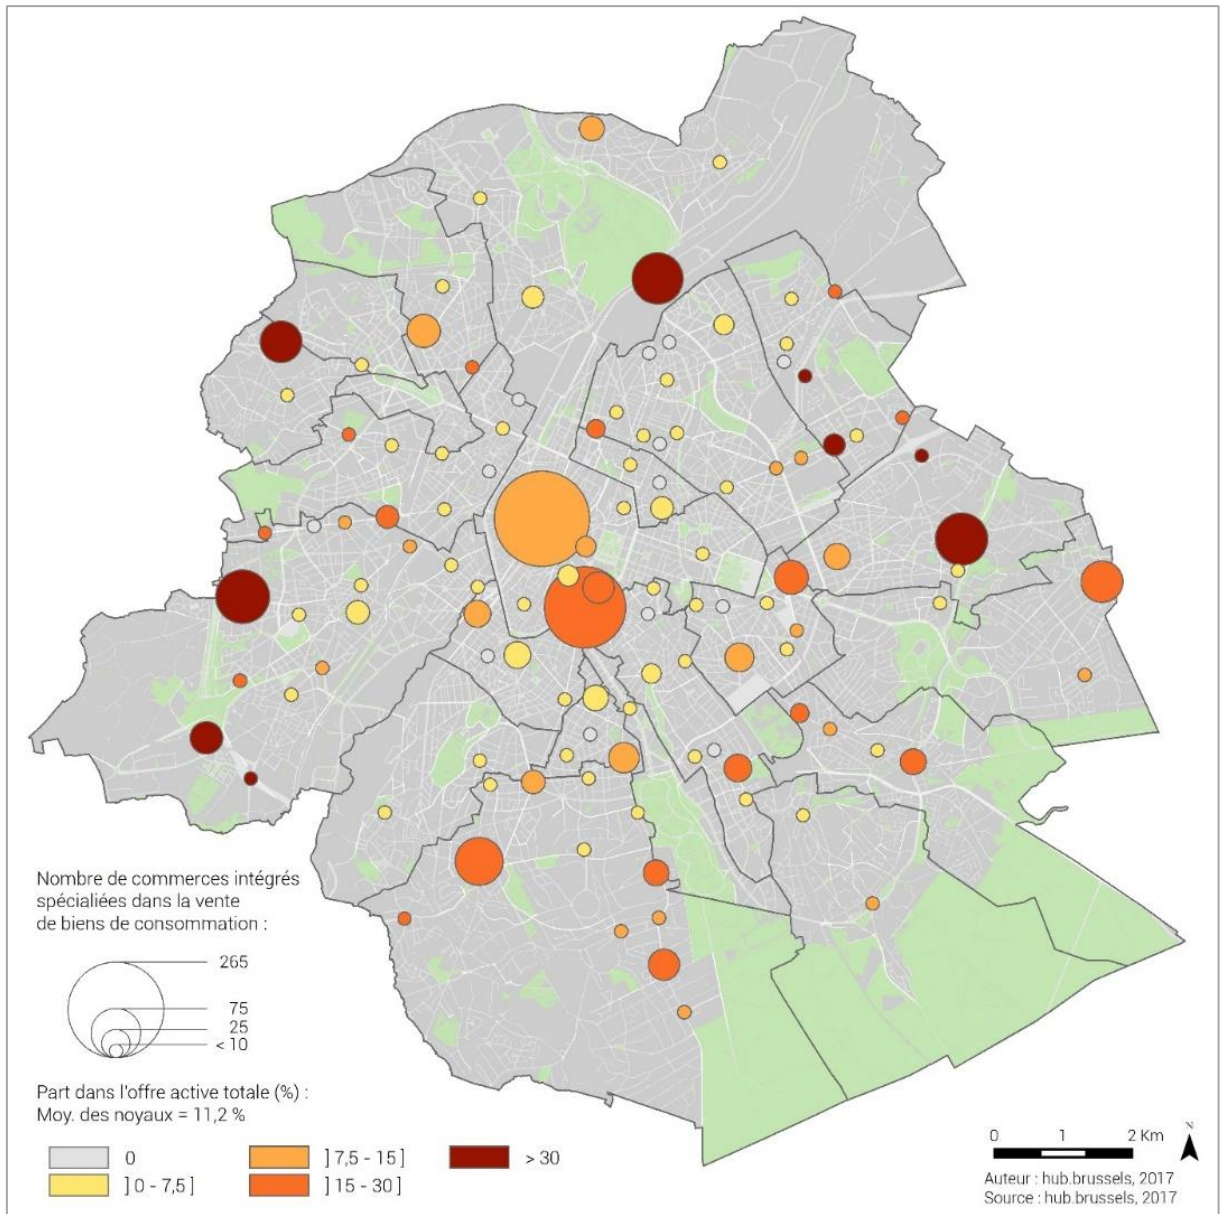 Nombre de commerces intégrés
spécialiées dans la vente
de biens de consommation :
265
75
25
< 10
Part dans l'offre active totale (%) :
Moy. des noyaux = 11,2 %
0
] 7,5 - 15 ]
> 30
] 0 - 7,5 ]
] 15 - 30 ]
0 1 2 Km
N
Auteur : hub.brussels, 2017
Source : hub.brussels, 2017